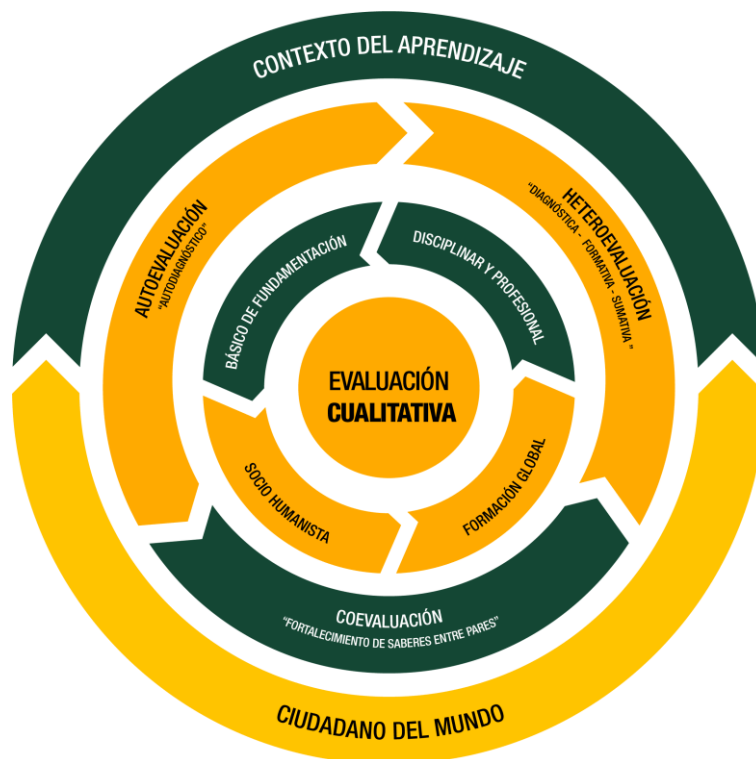 CONTEXTO DEL APRENDIZAJE
AUTOEVALUACIÓN
"AUTODIAGNÓSTICO"
HETEROEVALUACIÓN
"DIAGNÓSTICA - FORMATIVA - SUMATIVA "
BÁSICO DE FUNDAMENTACIÓN
DISCIPLINAR Y PROFESIONAL
EVALUACIÓN
CUALITATIVA
SOCIO HUMANISTA
FORMACIÓN GLOBAL
COEVALUACIÓN
"FORTALECIMIENTO DE SABERES ENTRE PARES"
CIUDADANO DEL MUNDO